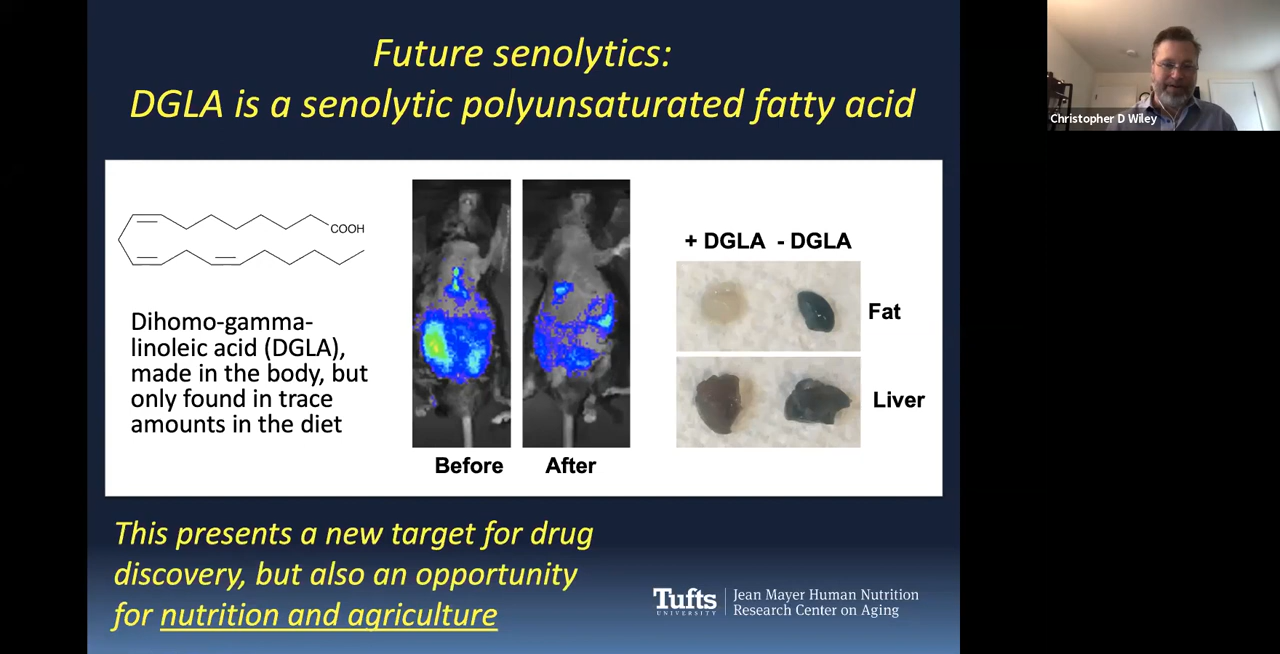 Future senolytics:
DGLA is a senolytic polyunsaturated fatty acid
Christopher D Wiley
COOH
Dihomo-gamma-
linoleic acid (DGLA),
made in the body, but
only found in trace
amounts in the diet
Before
After
+ DGLA - DGLA
Fat
Liver
This presents a new target for drug
discovery, but also an opportunity
for nutrition and agriculture
Tufts
UNIVERSITY
Jean Mayer Human Nutrition
Research Center on Aging